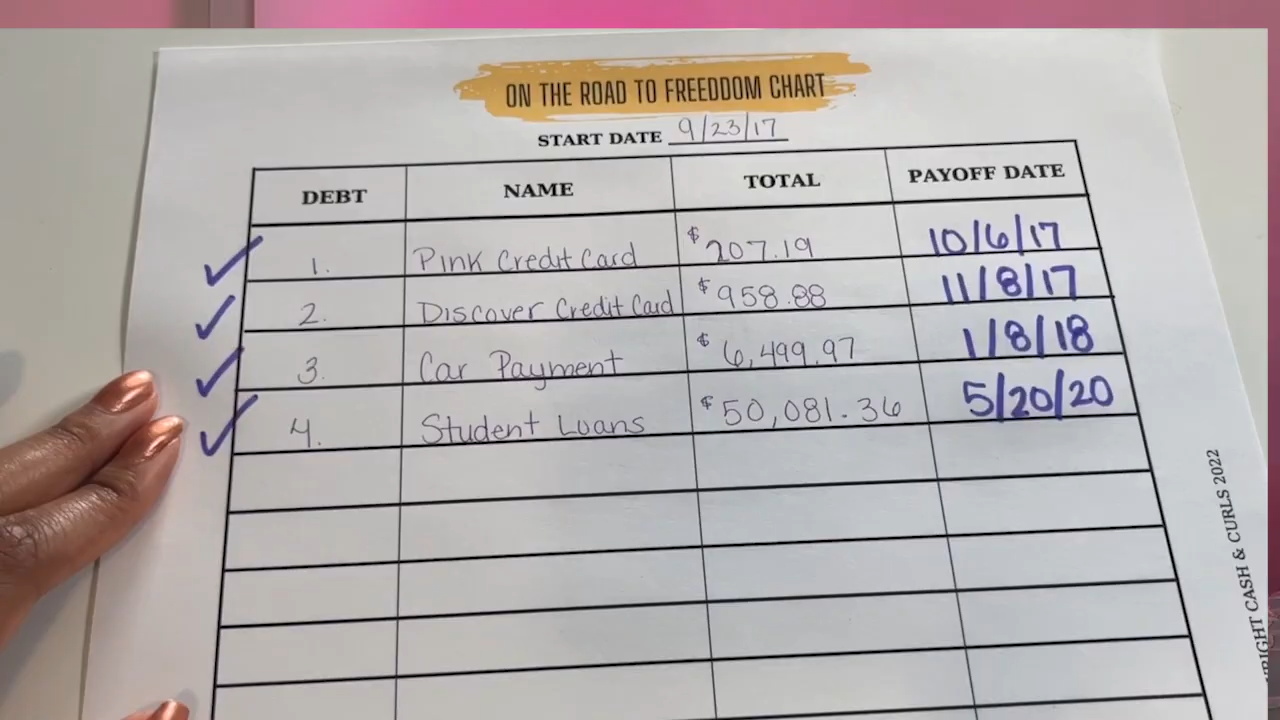 ON THE ROAD TO FREEDDOM CHART
START DATE 9/23/17
DEBT NAME TOTAL PAYOFF DATE
1. Pink Credit Card $207.19 10/6/17
2. Discover Credit Card $958.88 11/8/17
3. Car Payment $6,499.97 1/8/18
4. Student Loans $50,081.36 5/20/20
CASH & CURLS 2022